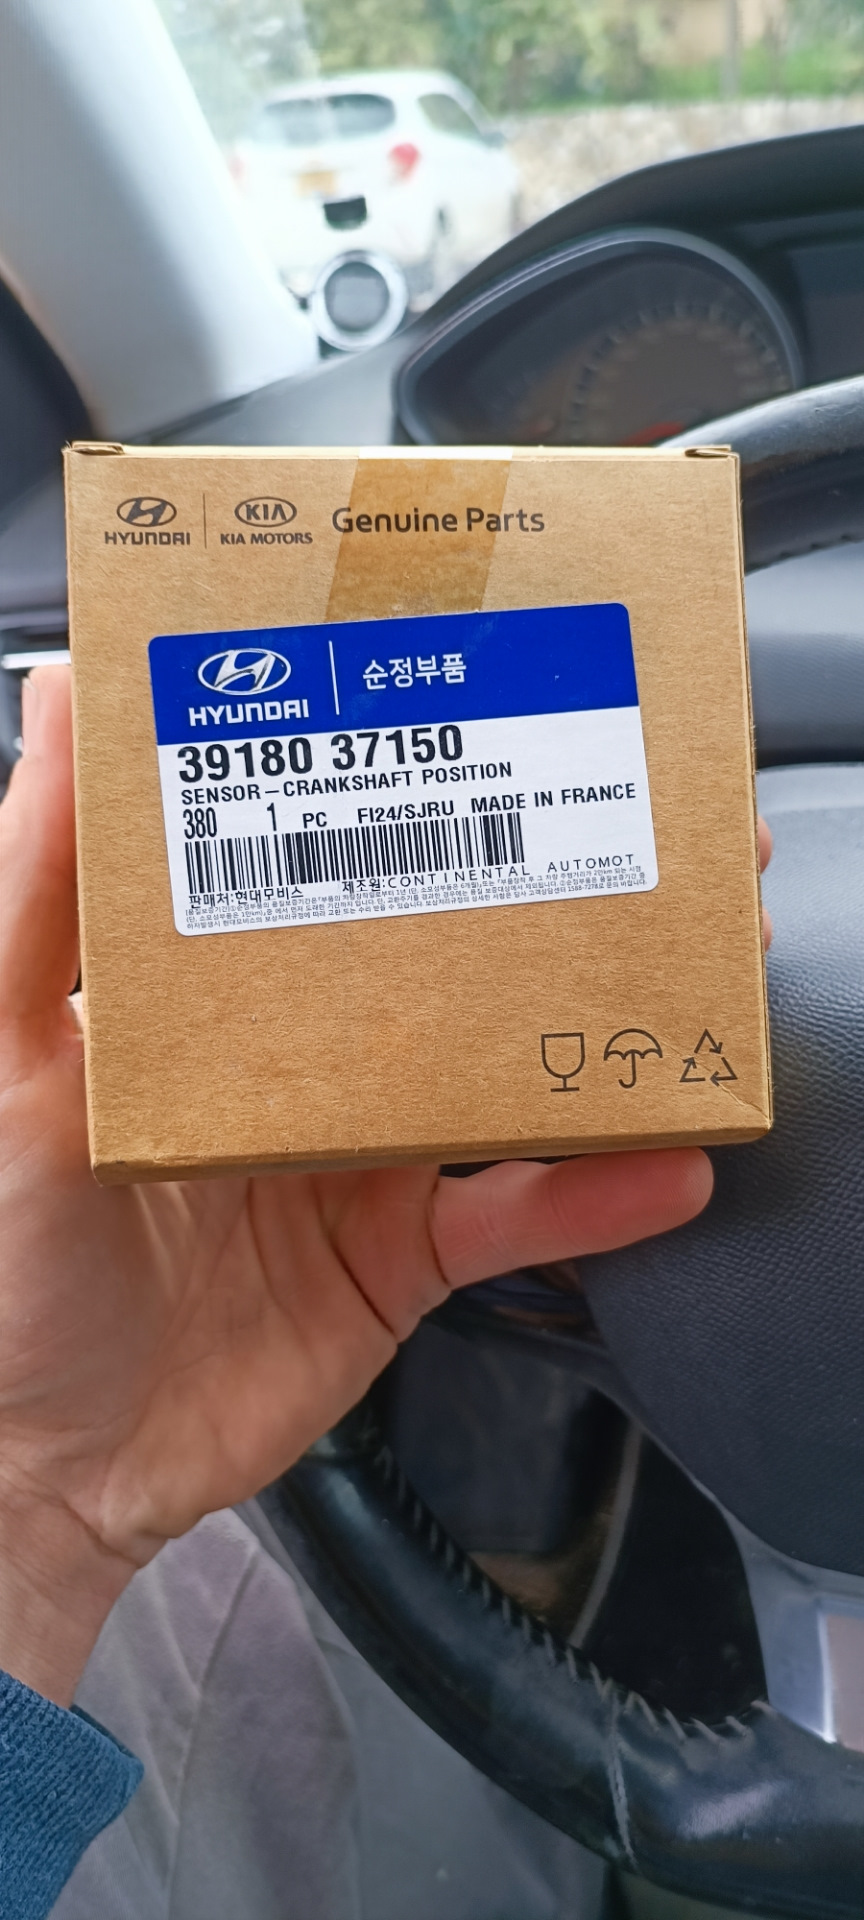 HYUNDAI
KIA
KIA MOTORS
Genuine Parts
HYUNDAI
순정부품
39180 37150
SENSOR-CRANKSHAFT POSITION
380 1 PC FI24/SJRU MADE IN FRANCE
판매처:현대모비스 제조원:CONTINENTAL AUTOMOT